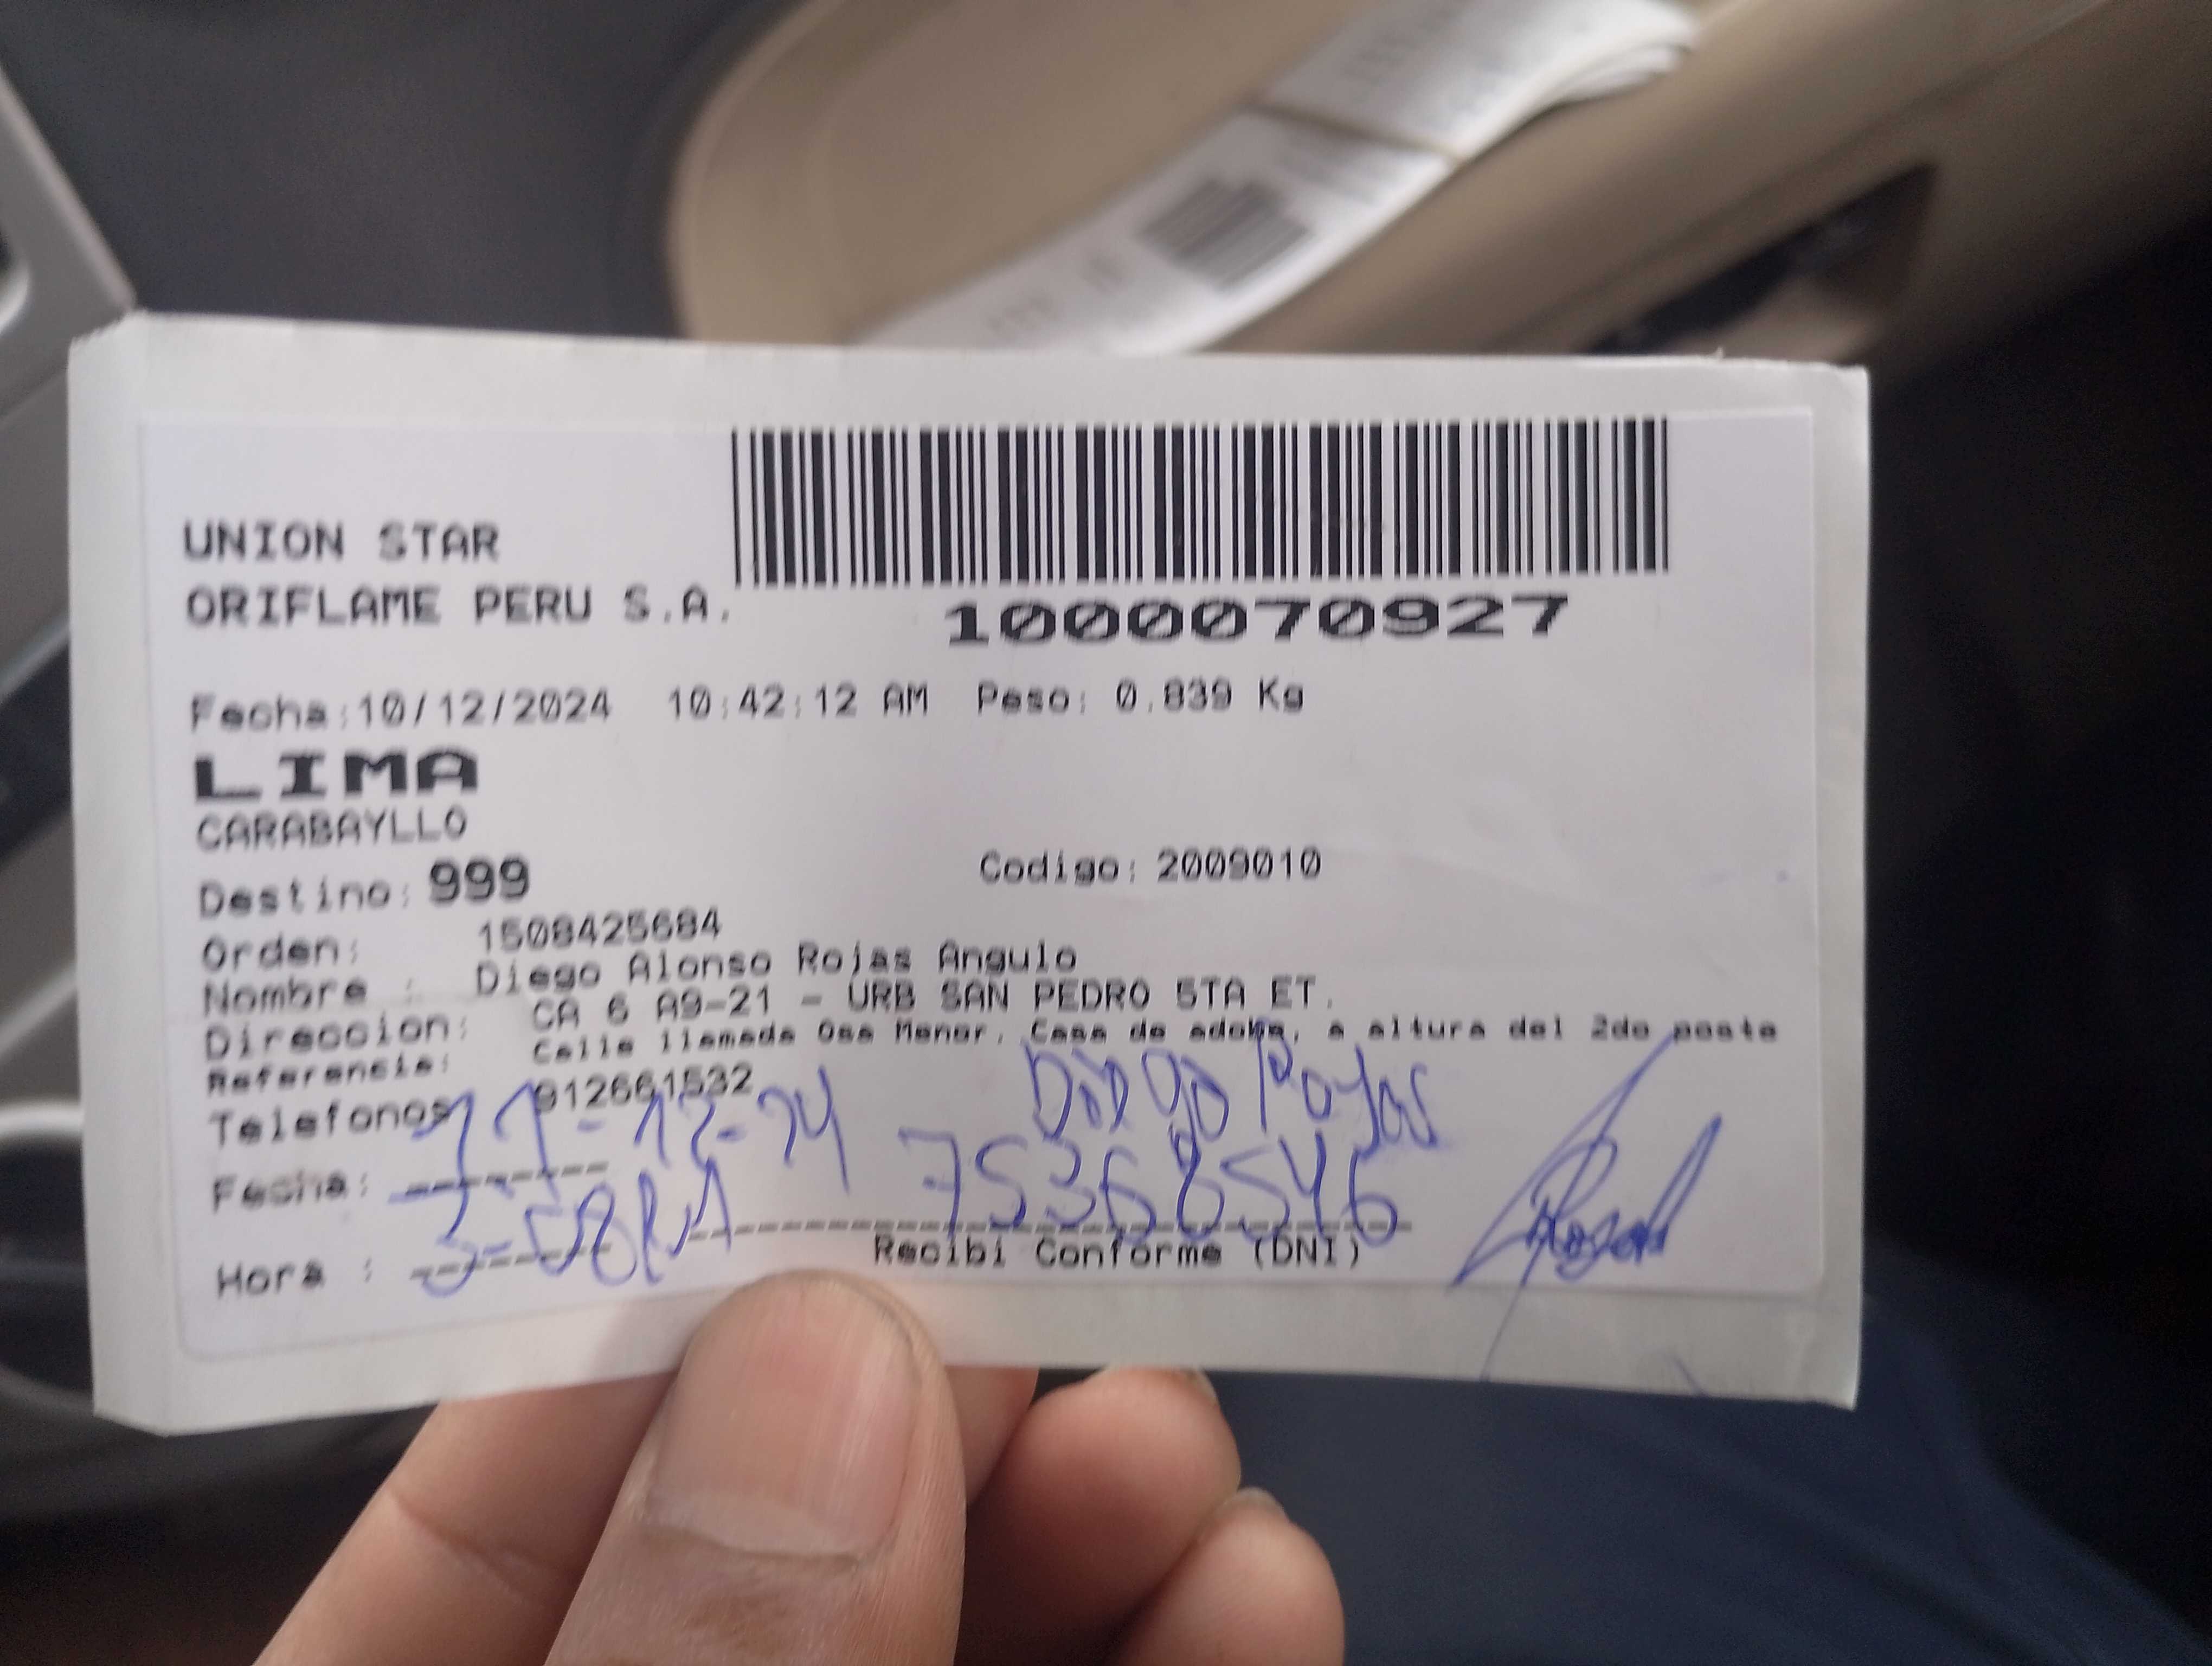 UNION STAR
ORIFLAME PERU S.A.
1000070927
Fecha:10/12/2024 10:42:12 AM Peso: 0.839 Kg
LIMA
CARABAYLLO
Destino: 999 Codigo: 2009010
Orden: 1508425684
Nombre : Diego Alonso Rojas Angulo
Direccion: CA 6 A9-21 - URB SAN PEDRO 5TA ET.
Referencia: Calle llamada Osa Menor, Casa de adobe, a altura del 2do poste
Telefonos 912661532
Diego Rojas
Fecha: 11-12-24
75368546
Hora :
Recibi Conforme (DNI)